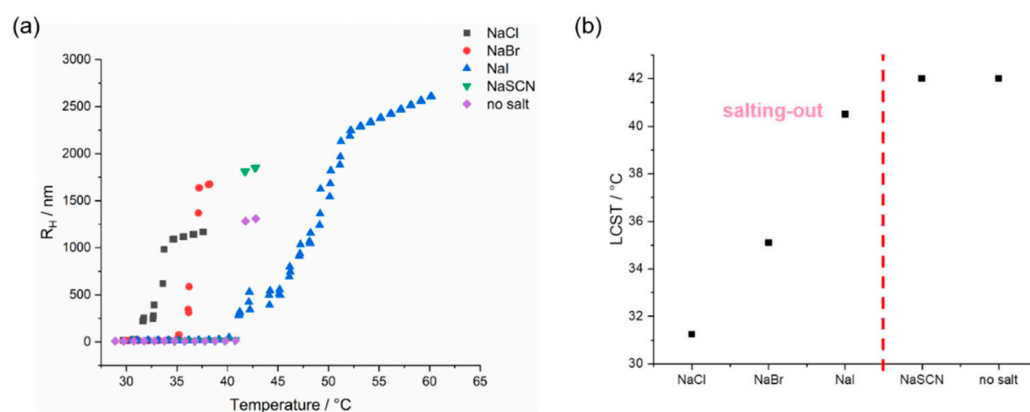 (a)
NaCl
NaBr
NaI
NaSCN
no salt
3000
2500
2000
1500
1000
500
0
R_H / nm
30 35 40 45 50 55 60 65
Temperature / °C
(b)
42
40
38
36
34
32
30
LCST / °C
salting-out
NaCl NaBr NaI NaSCN no salt